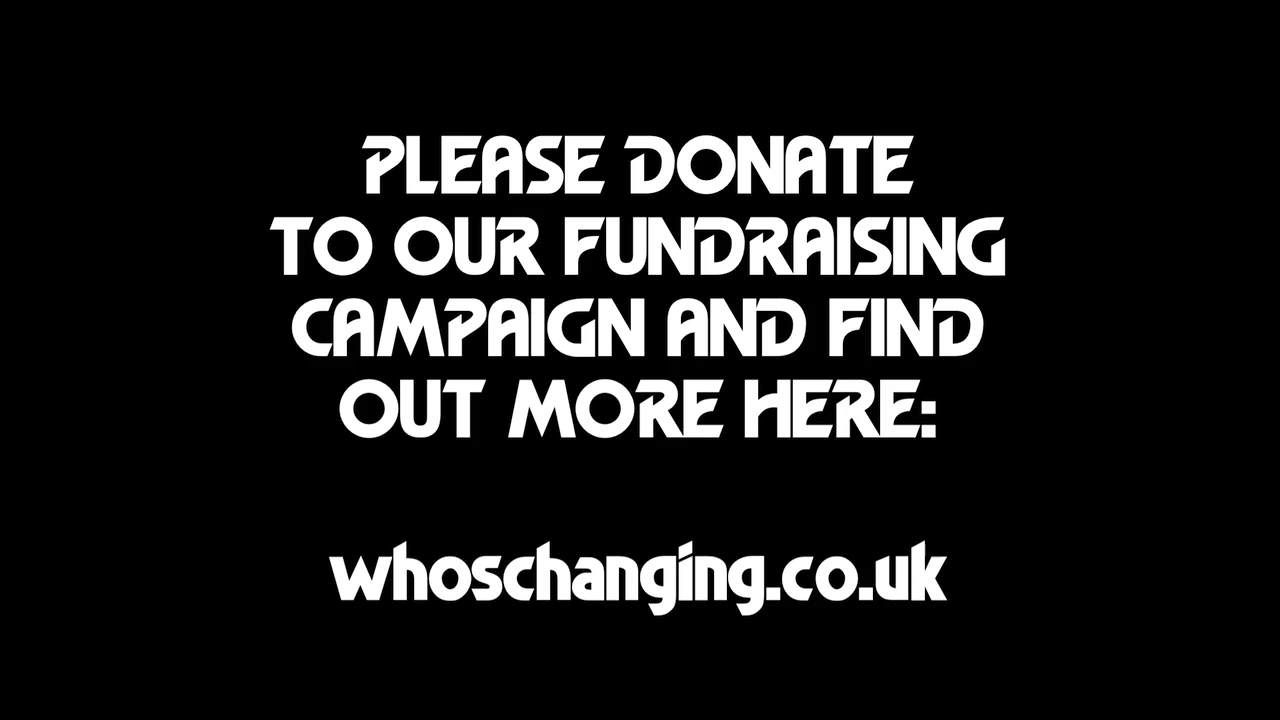 PLEASE DONATE
TO OUR FUNDRAISING
CAMPAIGN AND FIND
OUT MORE HERE:
whoschanging.co.uk